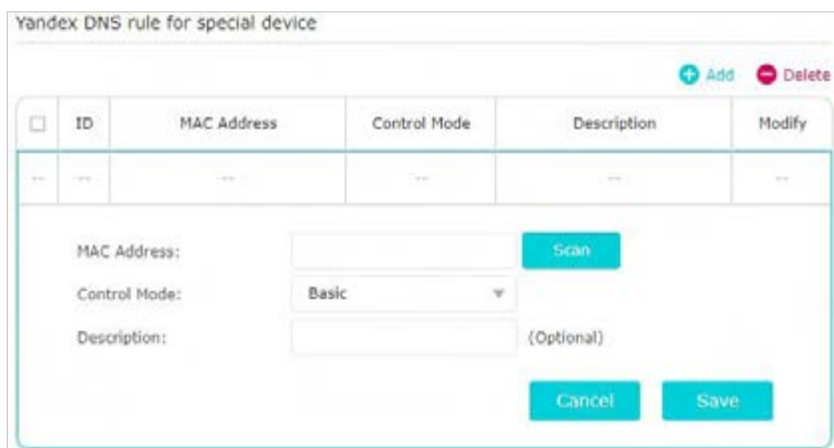 Yandex DNS rule for special device
Add Delete
ID MAC Address Control Mode Description Modify
-- -- -- -- -- --
MAC Address: Scan
Control Mode: Basic
Description: (Optional)
Cancel Save